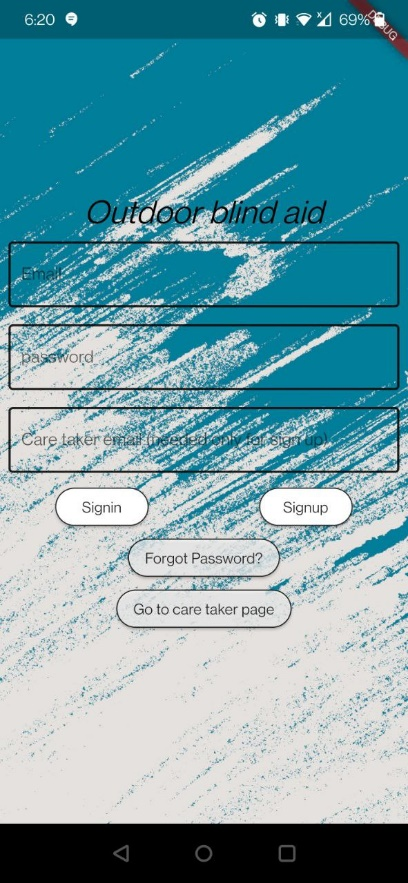 6:20 69%
DEBUG
Outdoor blind aid
Email
password
Care taker email (needed only for sign up)
Signin Signup
Forgot Password?
Go to care taker page